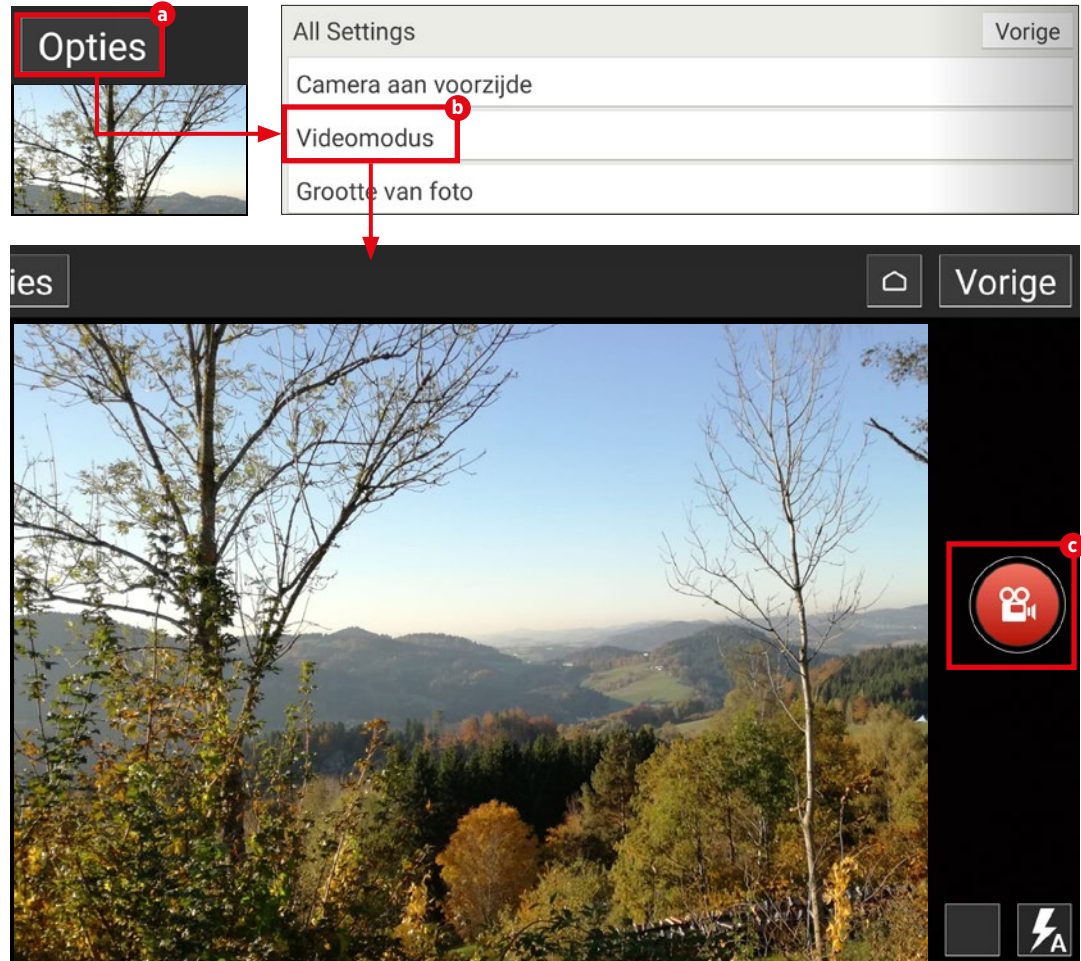 a
Opties
All Settings
Vorige
Camera aan voorzijde
b
Videomodus
Grootte van foto
ies
Vorige
c
A